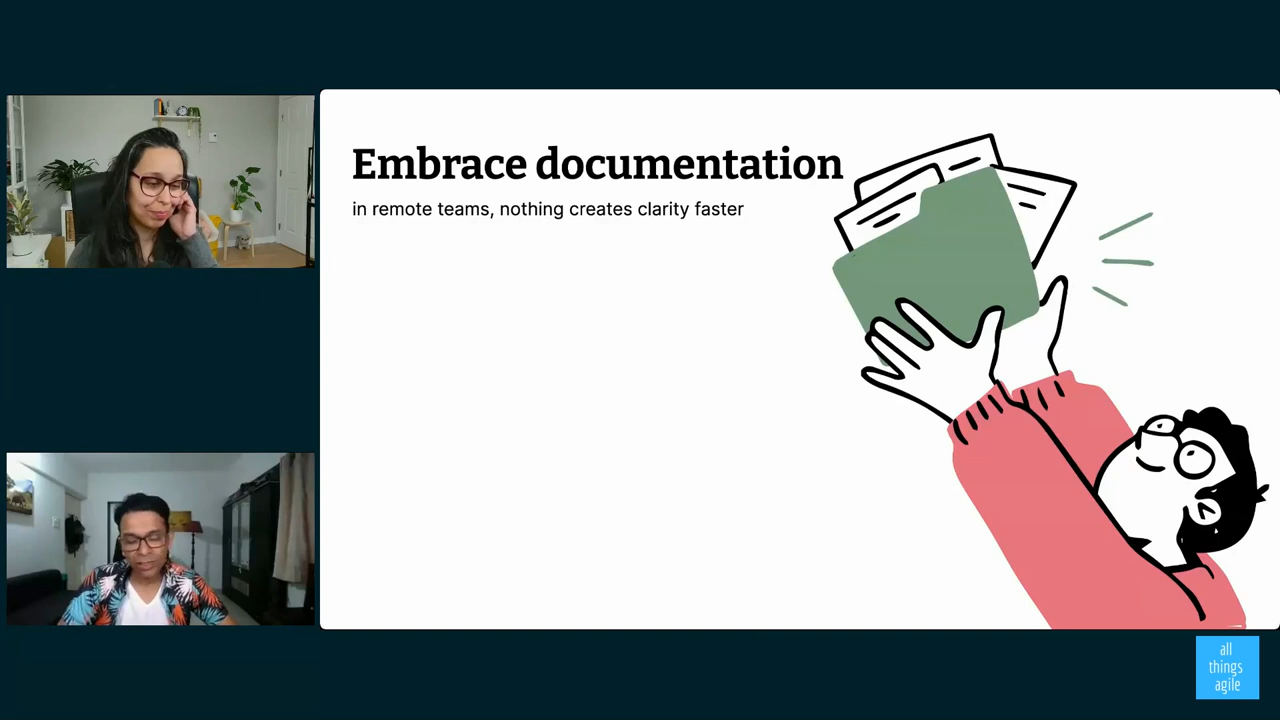 Embrace documentation
in remote teams, nothing creates clarity faster
all
things
agile